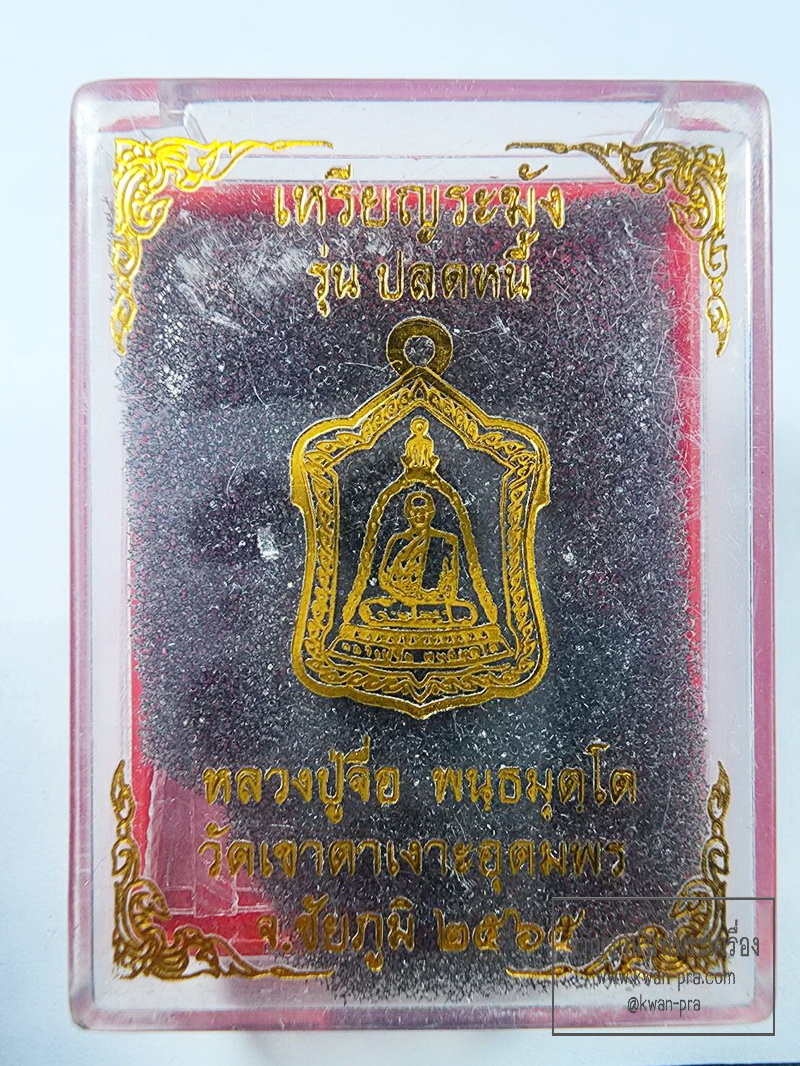 เหรียญระฆัง
รุ่น ปลดหนี้
หลวงปู่จื่อ พนฺธมุตฺโต
วัดเขาตาเงาะอุดมพร
จ.ชัยภูมิ ๒๕๖๕
www.kwan-pra.com
@kwan-pra